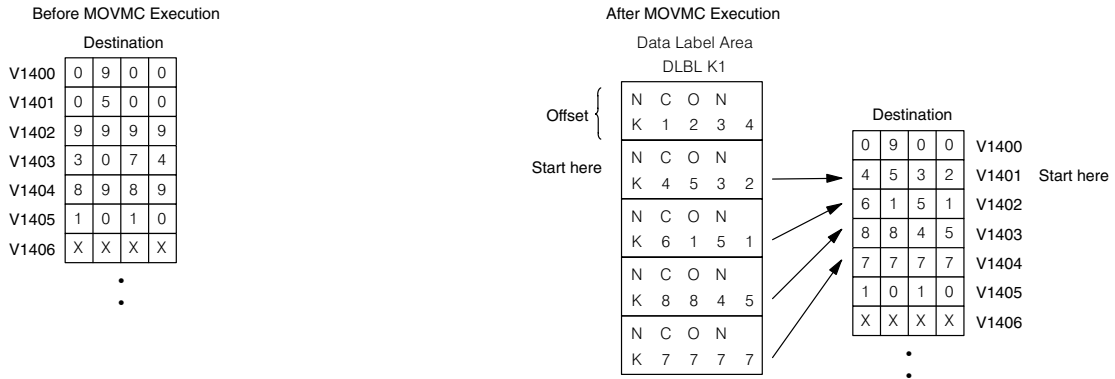 Before MOVMC Execution
Destination
V1400 0 9 0 0
V1401 0 5 0 0
V1402 9 9 9 9
V1403 3 0 7 4
V1404 8 9 8 9
V1405 1 0 1 0
V1406 X X X X
After MOVMC Execution
Data Label Area
DLBL K1
Offset
N C O N
K 1 2 3 4
Start here
N C O N
K 4 5 3 2
N C O N
K 6 1 5 1
N C O N
K 8 8 4 5
N C O N
K 7 7 7 7
Destination
0 9 0 0 V1400
4 5 3 2 V1401 Start here
6 1 5 1 V1402
8 8 4 5 V1403
7 7 7 7 V1404
1 0 1 0 V1405
X X X X V1406